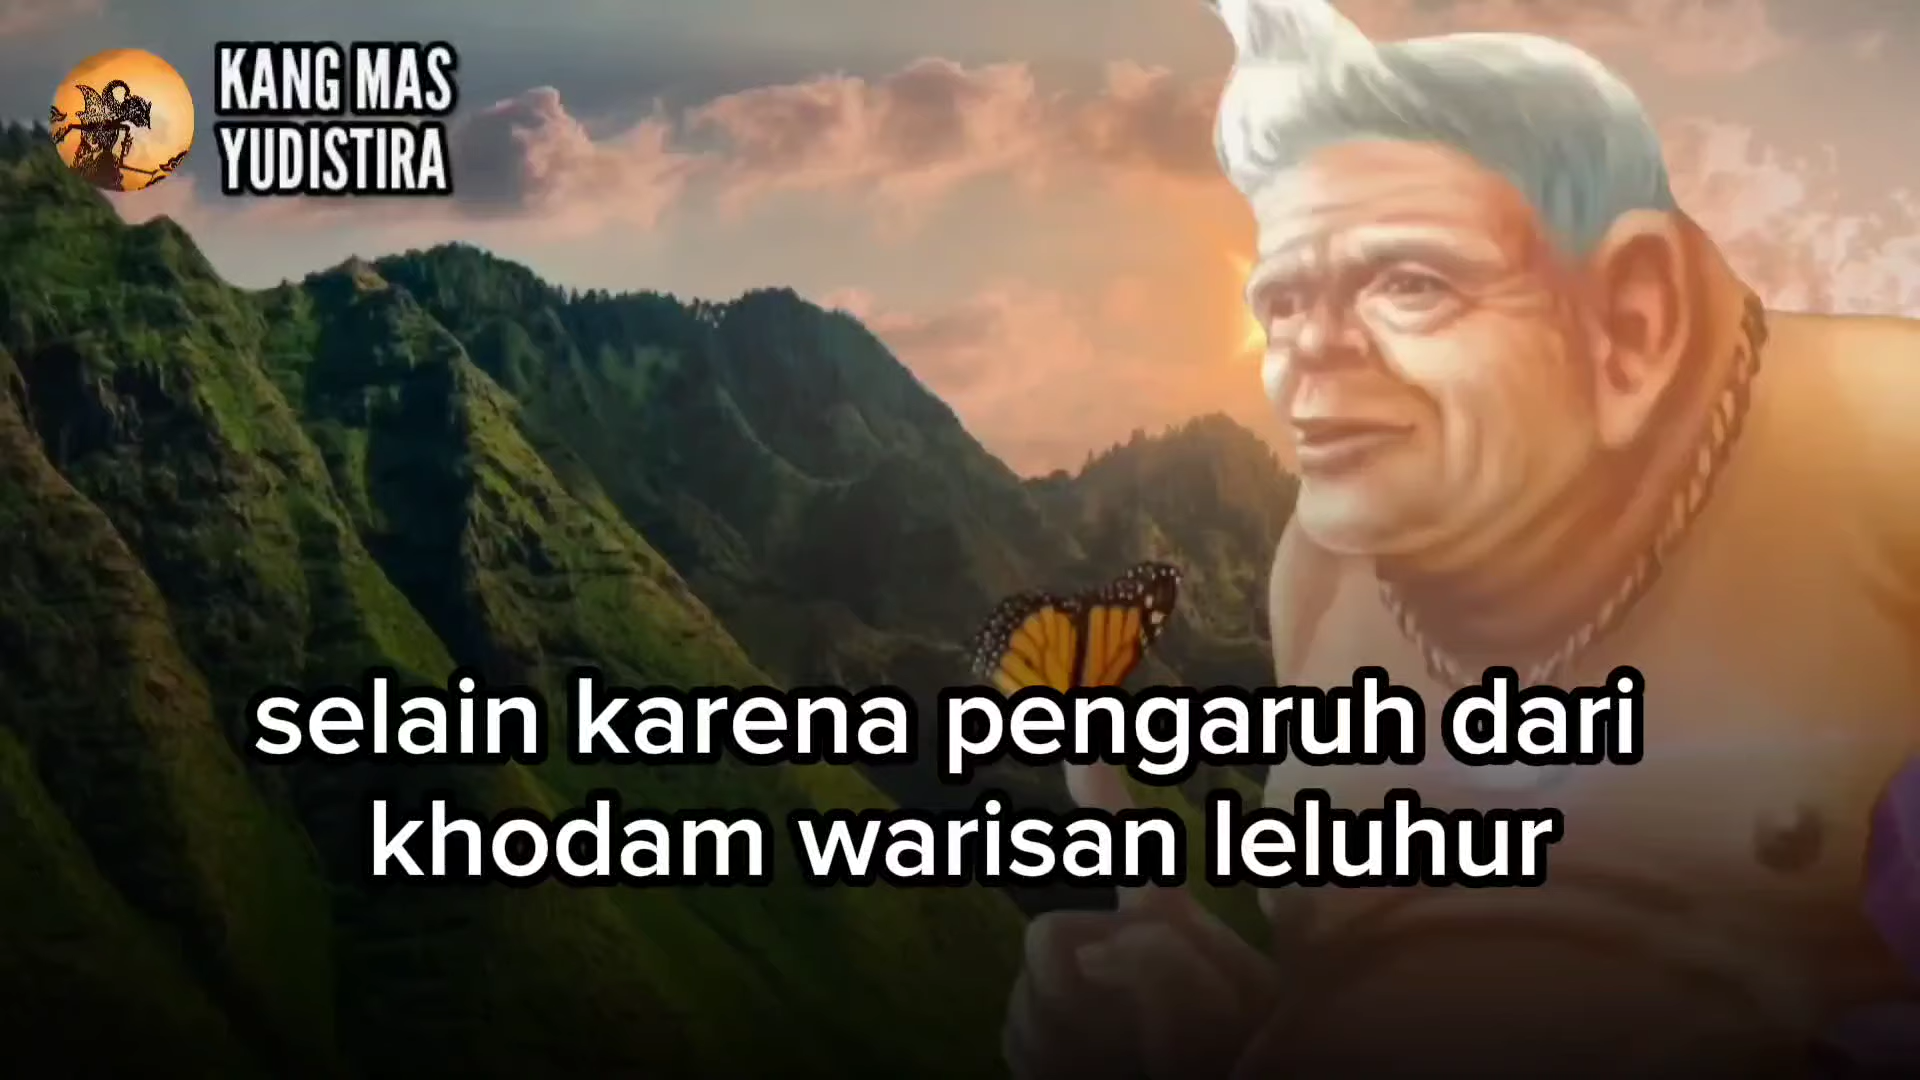 KANG MAS
YUDISTIRA
selain karena pengaruh dari
khodam warisan leluhur